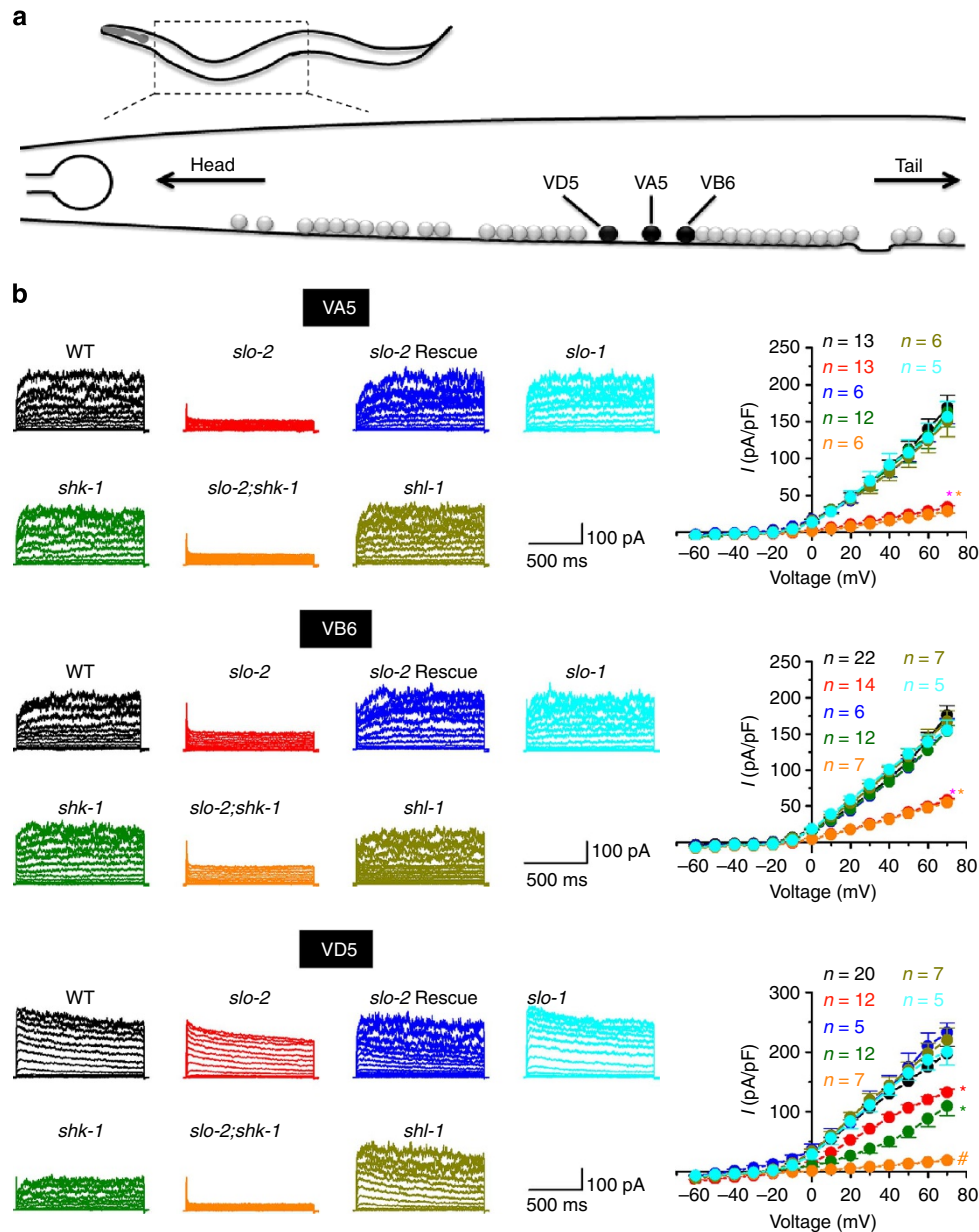 a
Head
VD5
VA5
VB6
Tail
b
VA5
WT
slo-2
slo-2 Rescue
slo-1
shk-1
slo-2;shk-1
shl-1
100 pA
500 ms
n = 13
n = 6
n = 13
n = 5
n = 6
n = 12
n = 6
250
200
150
100
50
I (pA/pF)
* *
−60 −40 −20 0 20 40 60 80
Voltage (mV)
VB6
WT
slo-2
slo-2 Rescue
slo-1
shk-1
slo-2;shk-1
shl-1
100 pA
500 ms
n = 22
n = 7
n = 14
n = 5
n = 6
n = 12
n = 7
250
200
150
100
50
I (pA/pF)
* *
−60 −40 −20 0 20 40 60 80
Voltage (mV)
VD5
WT
slo-2
slo-2 Rescue
slo-1
shk-1
slo-2;shk-1
shl-1
100 pA
500 ms
n = 20
n = 7
n = 12
n = 5
n = 5
n = 12
n = 7
300
200
100
I (pA/pF)
*
*
#
−60 −40 −20 0 20 40 60 80
Voltage (mV)